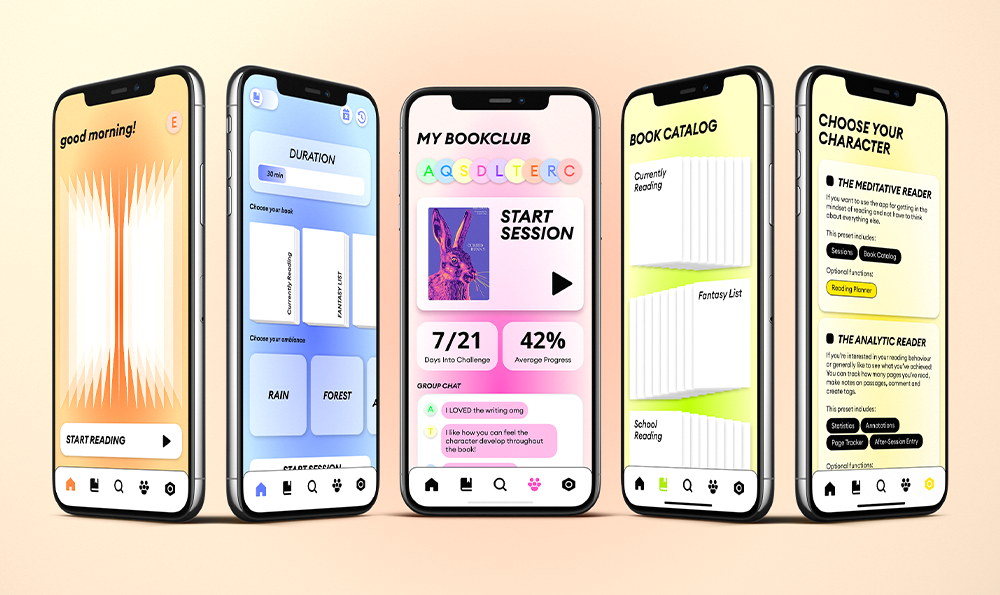 good morning!
E
START READING
DURATION
30 min
Choose your book
Currently Reading
FANTASY LIST
Choose your ambience
RAIN
FOREST
A
START SESSION
MY BOOKCLUB
A Q S D L T E R C
START
SESSION
7/21
Days Into Challenge
42%
Average Progress
GROUP CHAT
A
I LOVED the writing omg
T
I like how you can feel the
character develop throughout
the book!
BOOK CATALOG
Currently
Reading
Fantasy List
School
Reading
CHOOSE YOUR
CHARACTER
THE MEDITATIVE READER
If you want to use the app for getting in the
mindset of reading and not have to think
about everything else.
This preset includes:
Sessions
Book Catalog
Optional functions:
Reading Planner
THE ANALYTIC READER
If you're interested in your reading behaviour
or generally like to see what you've achieved!
You can track how many pages you've read,
make notes on passages, comment and
create tags.
This preset includes:
Statistics
Annotations
Page Tracker
After-Session Entry
Optional functions: